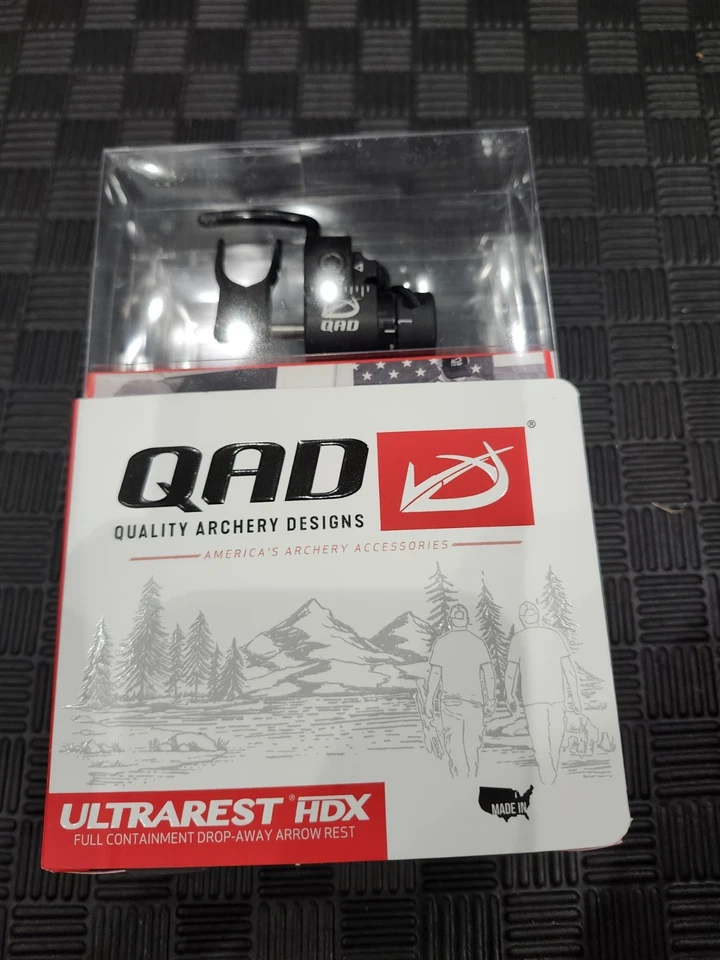 QAD
QAD
®
QUALITY ARCHERY DESIGNS
AMERICA'S ARCHERY ACCESSORIES
ULTRAREST® HDX
FULL CONTAINMENT DROP-AWAY ARROW REST
MADE IN